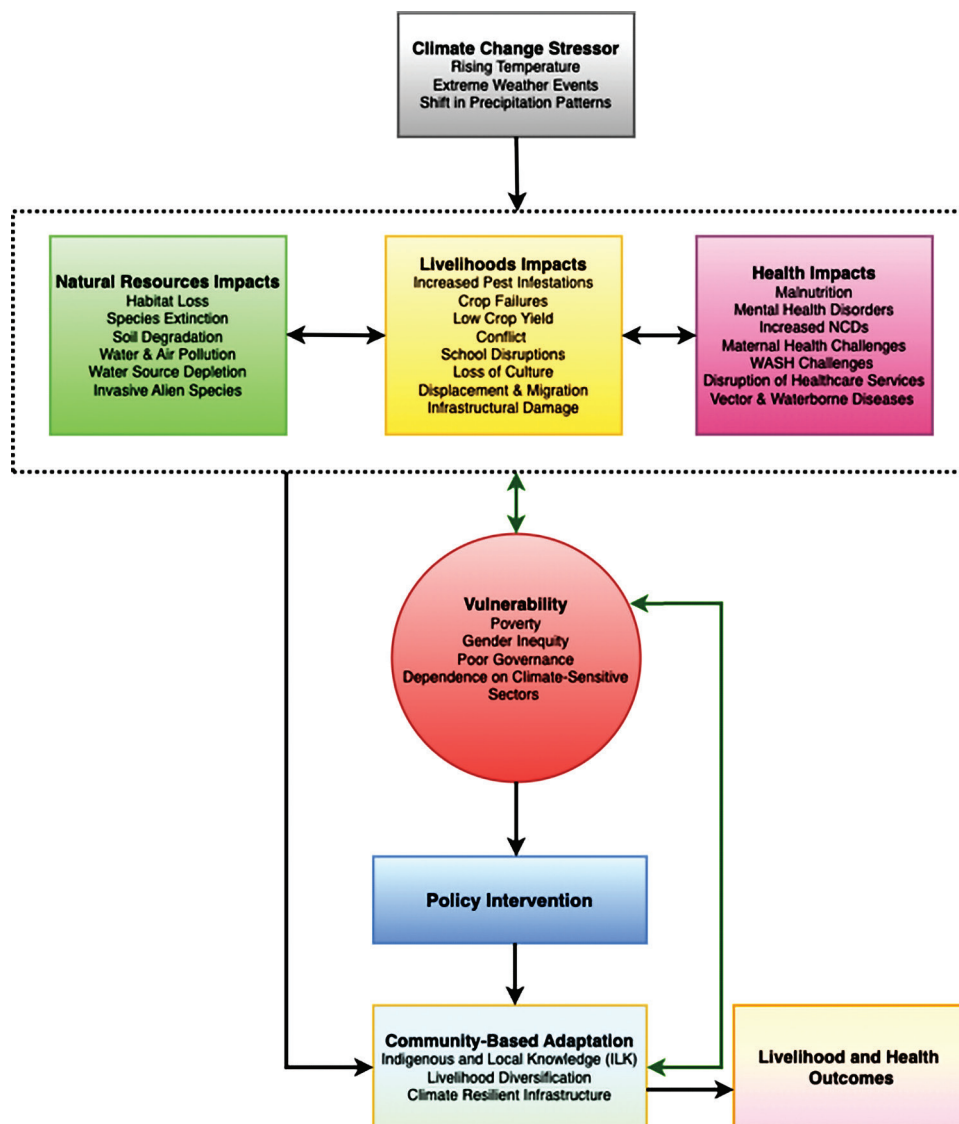 Climate Change Stressor
Rising Temperature
Extreme Weather Events
Shift in Precipitation Patterns
Natural Resources Impacts
Habitat Loss
Species Extinction
Soil Degradation
Water & Air Pollution
Water Source Depletion
Invasive Alien Species
Livelihoods Impacts
Increased Pest Infestations
Crop Failures
Low Crop Yield
Conflict
School Disruptions
Loss of Culture
Displacement & Migration
Infrastructural Damage
Health Impacts
Malnutrition
Mental Health Disorders
Increased NCDs
Maternal Health Challenges
WASH Challenges
Disruption of Healthcare Services
Vector & Waterborne Diseases
Vulnerability
Poverty
Gender Inequity
Poor Governance
Dependence on Climate-Sensitive
Sectors
Policy Intervention
Community-Based Adaptation
Indigenous and Local Knowledge (ILK)
Livelihood Diversification
Climate Resilient Infrastructure
Livelihood and Health
Outcomes